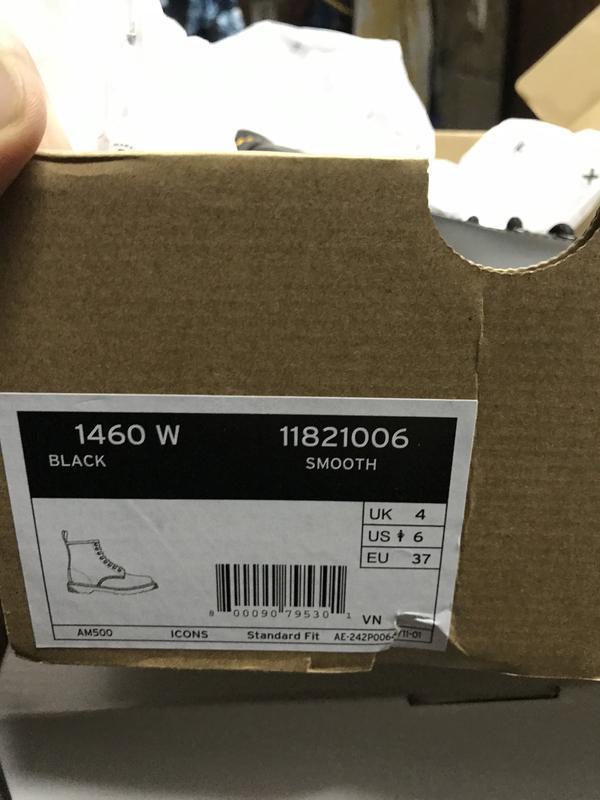 1460 W 11821006
BLACK SMOOTH
UK 4
US 6
EU 37
8 00090 79530 1
VN
AM500 ICONS Standard Fit